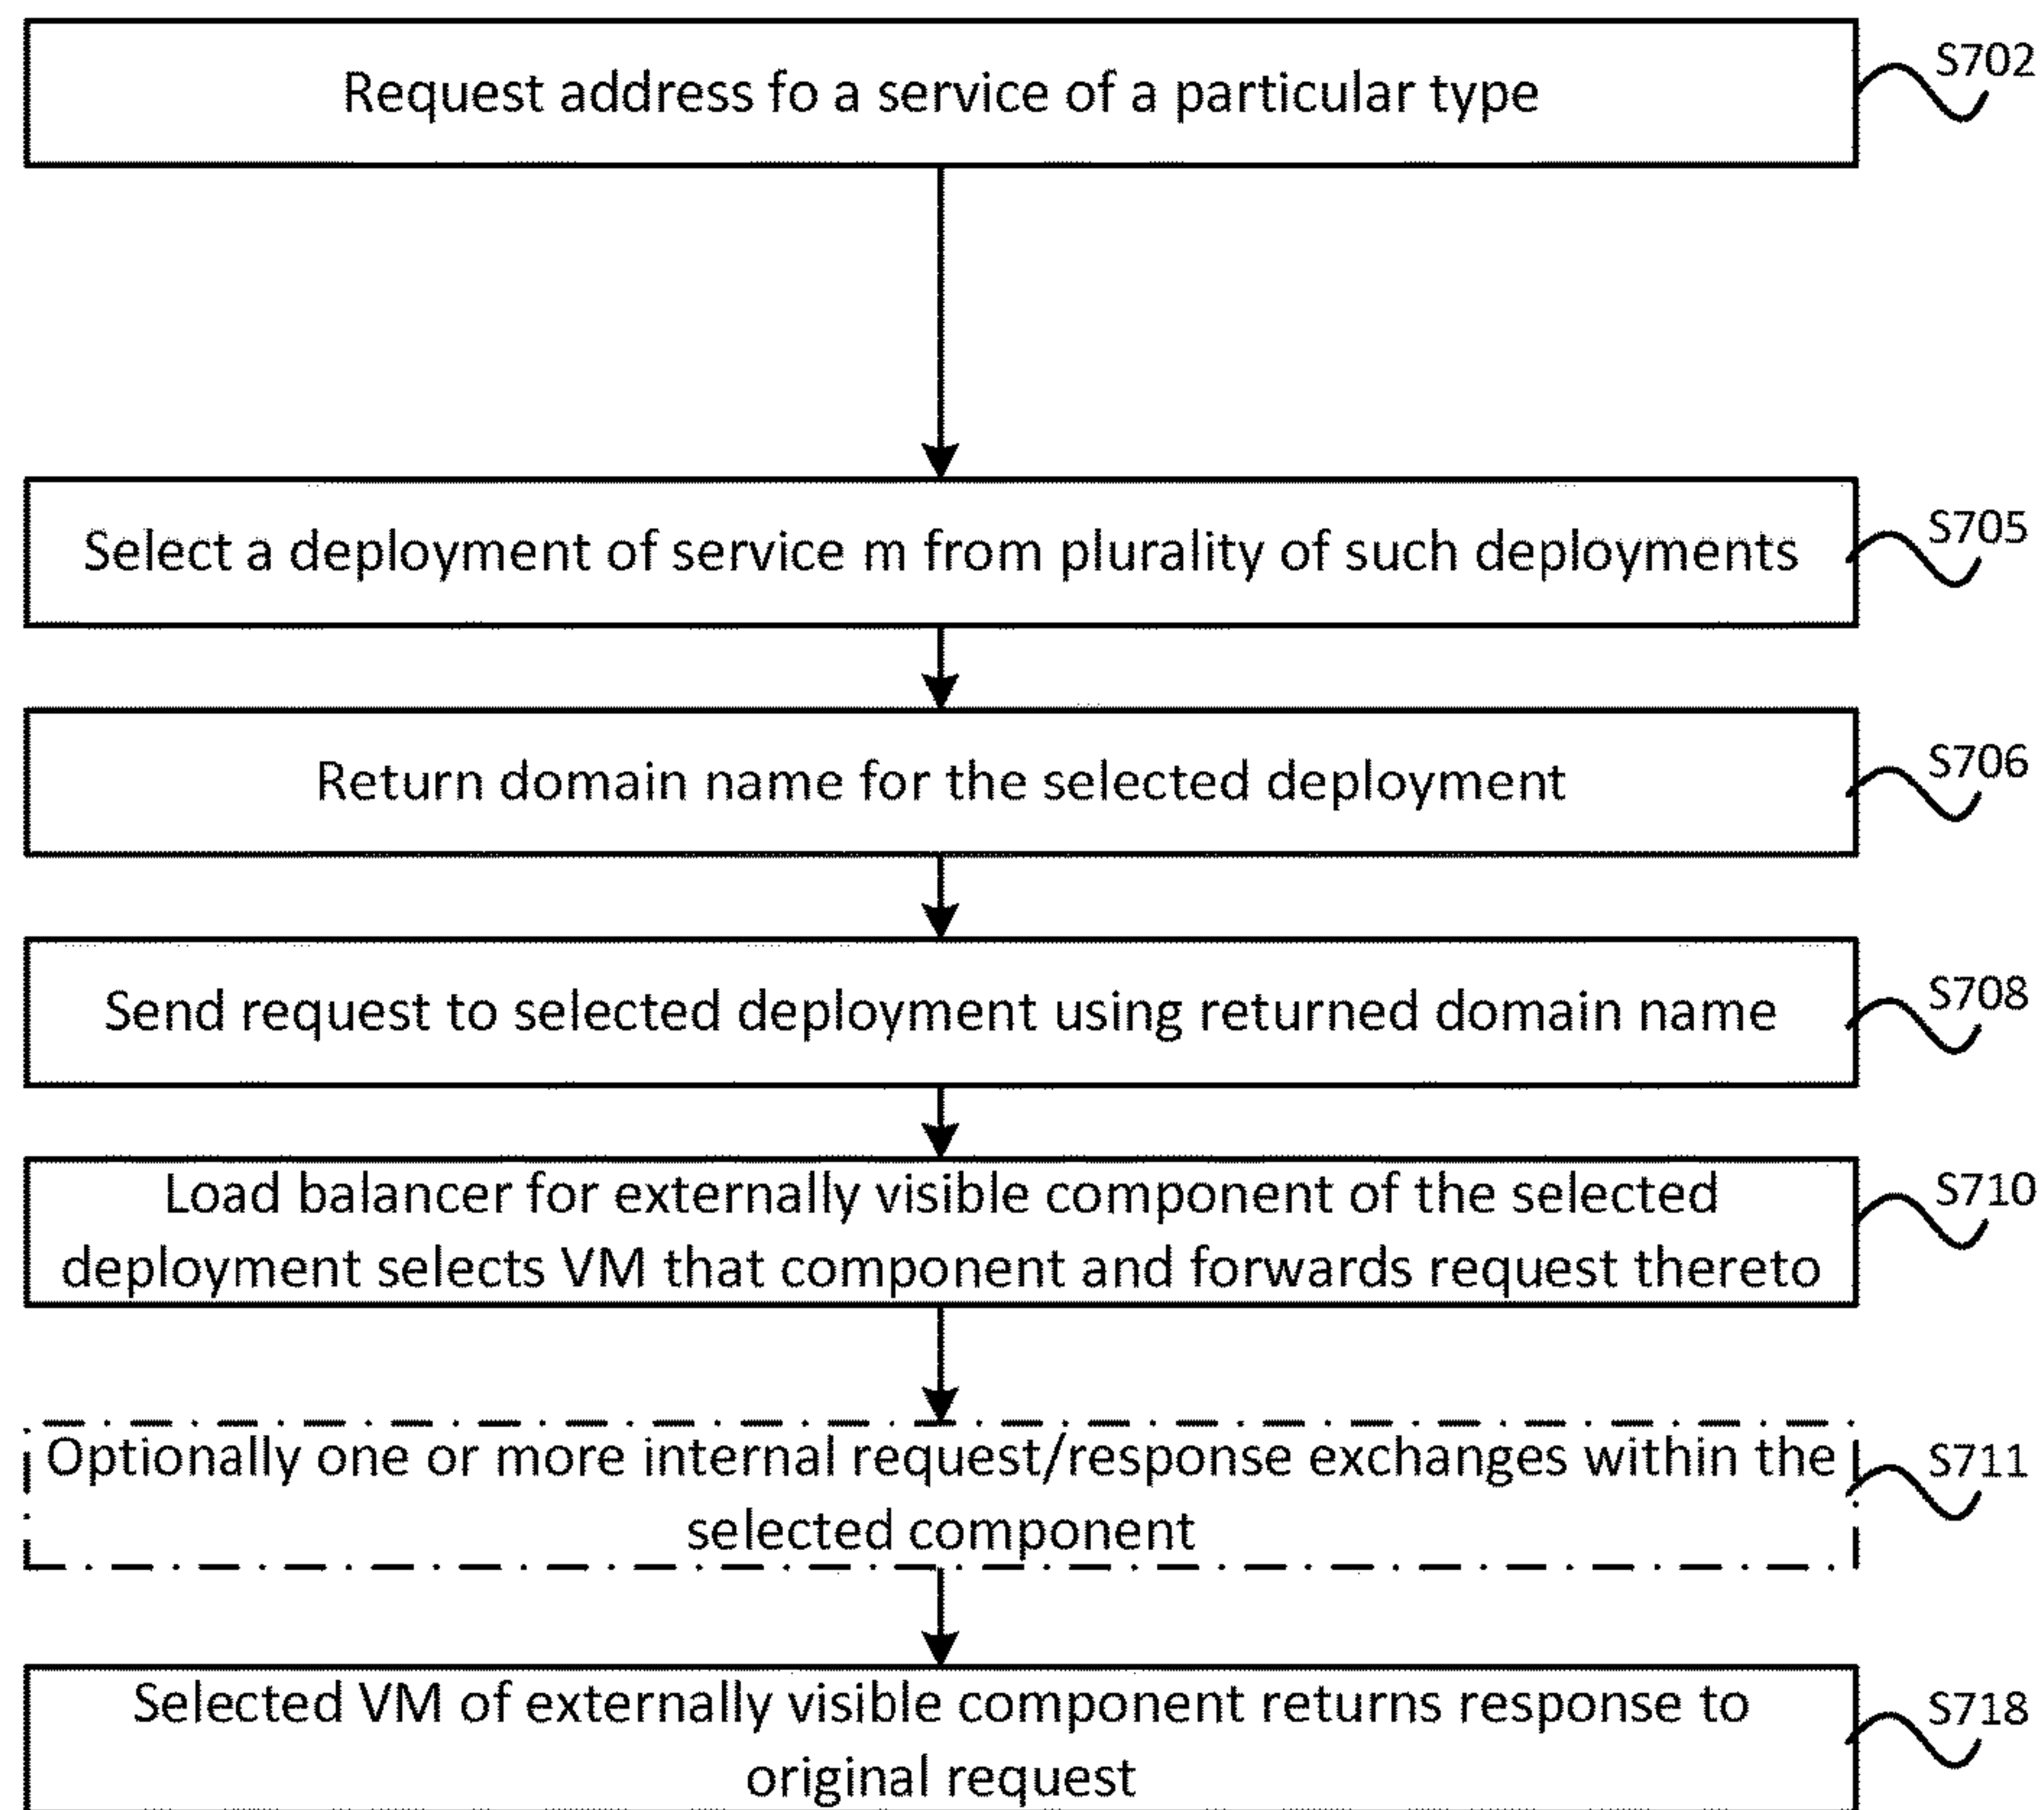 Request address fo a service of a particular type
S702
Select a deployment of service m from plurality of such deployments
S705
Return domain name for the selected deployment
S706
Send request to selected deployment using returned domain name
S708
Load balancer for externally visible component of the selected
deployment selects VM that component and forwards request thereto
S710
Optionally one or more internal request/response exchanges within the
selected component
S711
Selected VM of externally visible component returns response to
original request
S718